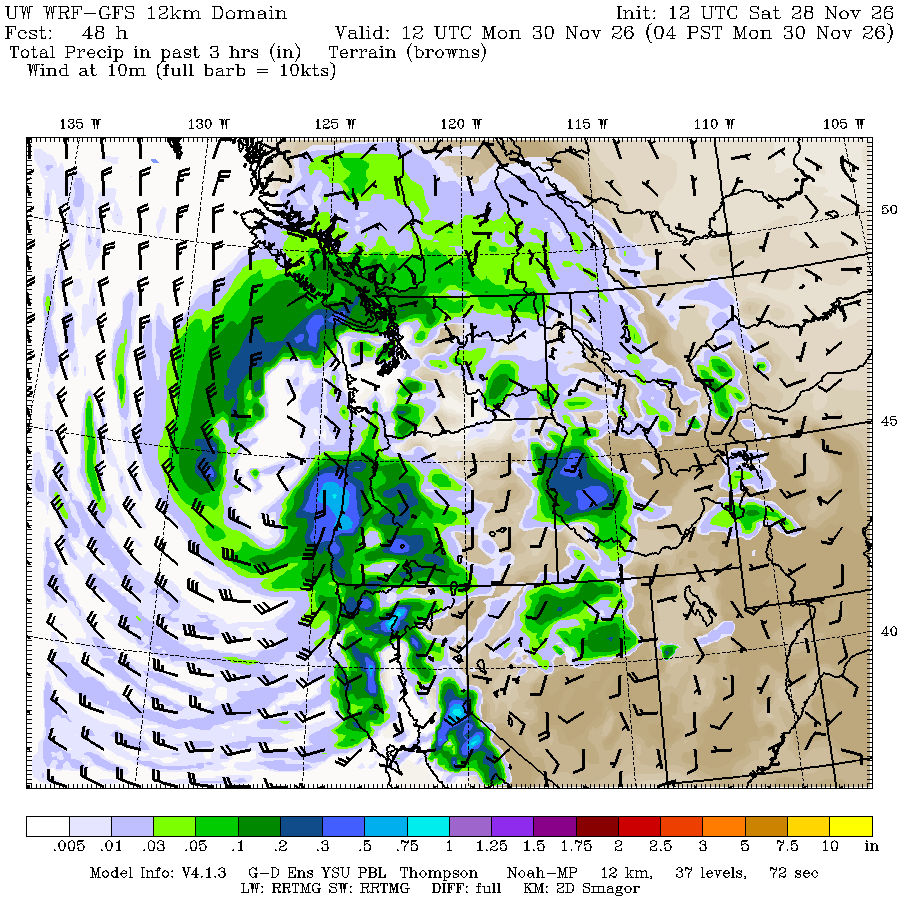 UW WRF-GFS 12km Domain Init: 12 UTC Sat 28 Nov 26
Fcst: 48 h Valid: 12 UTC Mon 30 Nov 26 (04 PST Mon 30 Nov 26)
Total Precip in past 3 hrs (in) Terrain (browns)
Wind at 10m (full barb = 10kts)
135 W 130 W 125 W 120 W 115 W 110 W 105 W
50
45
40
.005 .01 .03 .05 .1 .2 .3 .5 .75 1 1.25 1.5 1.75 2 2.5 3 5 7.5 10 in
Model Info: V4.1.3 G-D Ens YSU PBL Thompson Noah-MP 12 km, 37 levels, 72 sec
LW: RRTMG SW: RRTMG DIFF: full KM: 2D Smagor